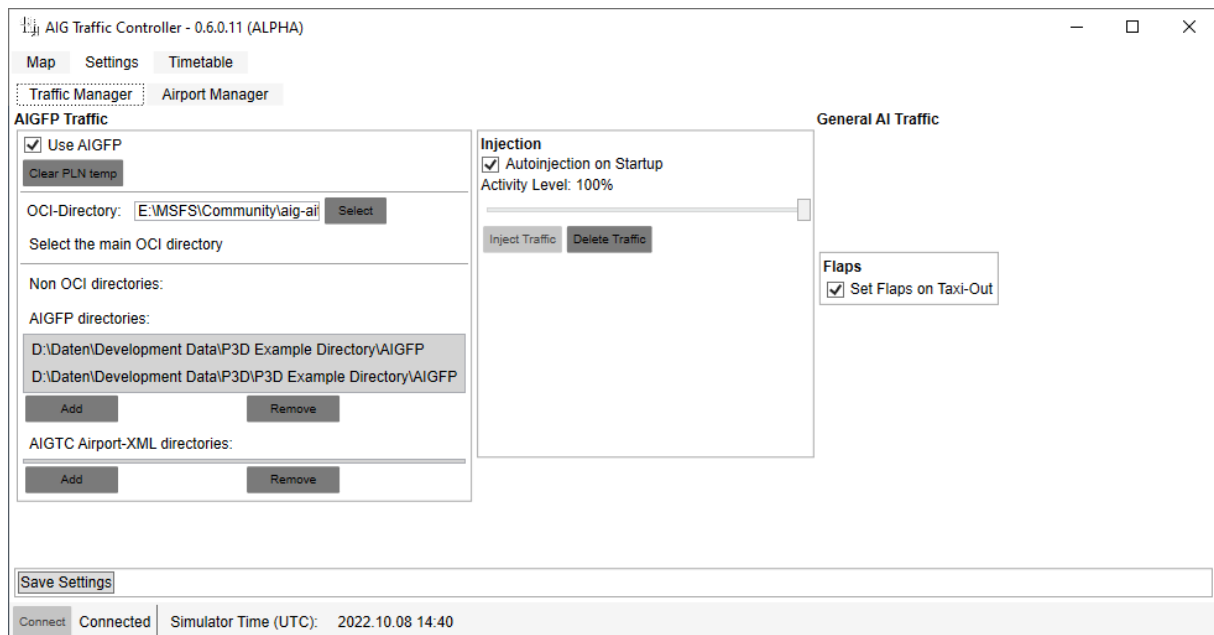 AIG Traffic Controller - 0.6.0.11 (ALPHA)
Map Settings Timetable
Traffic Manager Airport Manager
AIGFP Traffic
Use AIGFP
Clear PLN temp
OCI-Directory: E:\MSFS\Community\aig-ai Select
Select the main OCI directory
Non OCI directories:
AIGFP directories:
D:\Daten\Development Data\P3D Example Directory\AIGFP
D:\Daten\Development Data\P3D\P3D Example Directory\AIGFP
Add Remove
AIGTC Airport-XML directories:
Add Remove
Injection
Autoinjection on Startup
Activity Level: 100%
Inject Traffic Delete Traffic
General AI Traffic
Flaps
Set Flaps on Taxi-Out
Save Settings
Connect Connected Simulator Time (UTC): 2022.10.08 14:40